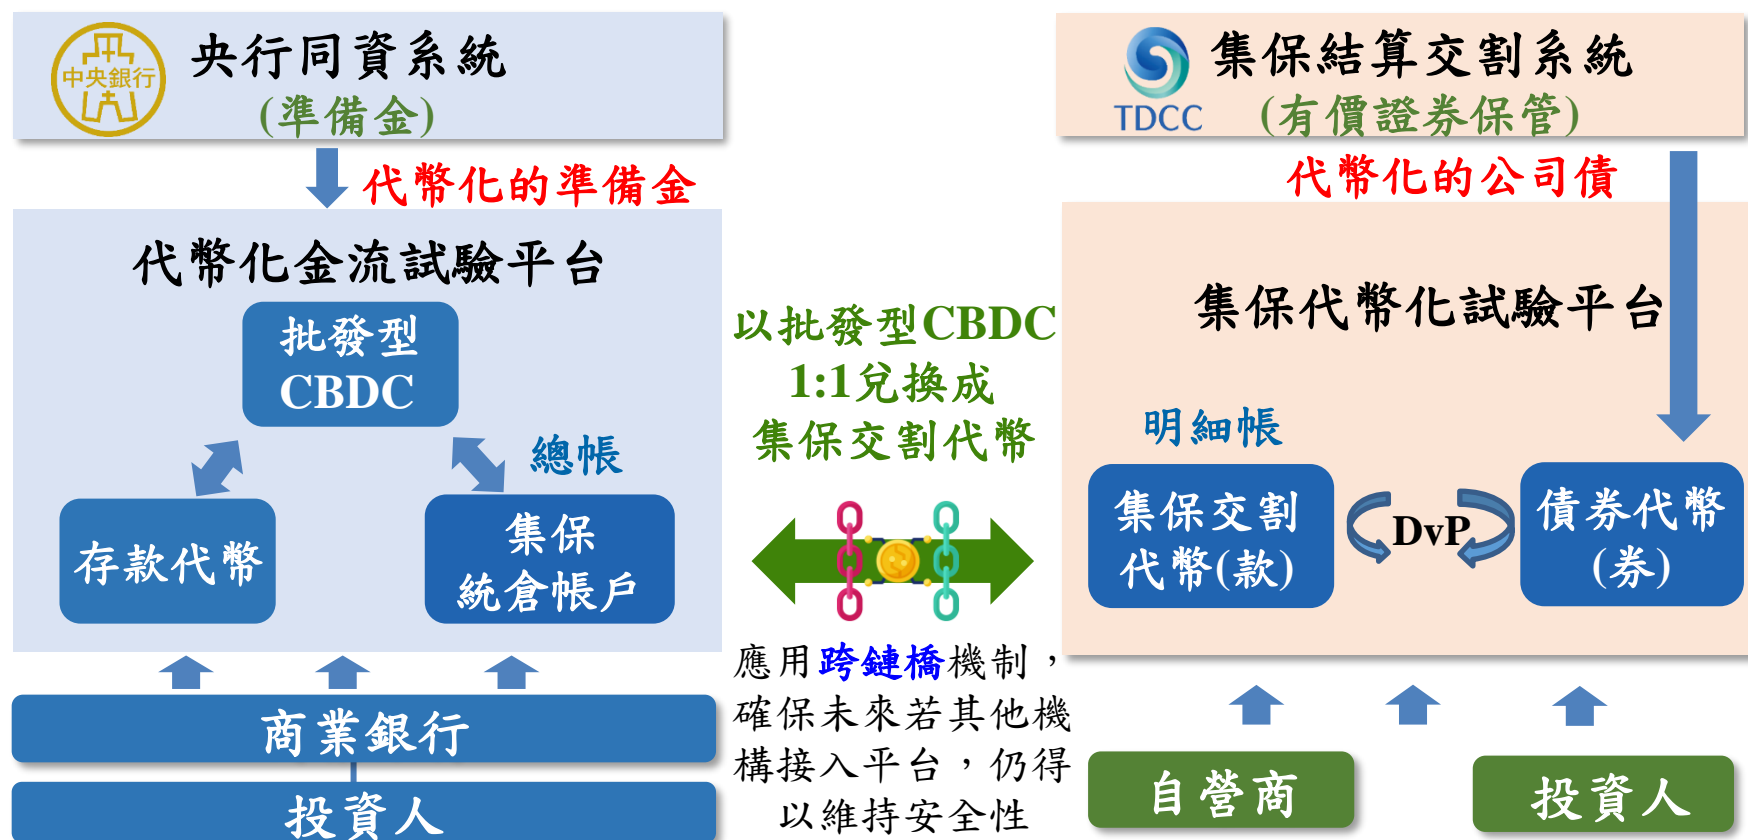 中央銀行
央行同資系統
(準備金)
代幣化的準備金
代幣化金流試驗平台
批發型
CBDC
總帳
存款代幣
集保
統倉帳戶
商業銀行
投資人
以批發型CBDC
1:1兌換成
集保交割代幣
應用跨鏈橋機制，
確保未來若其他機
構接入平台，仍得
以維持安全性
TDCC
集保結算交割系統
(有價證券保管)
代幣化的公司債
集保代幣化試驗平台
明細帳
集保交割
代幣(款)
DvP
債券代幣
(券)
自營商
投資人